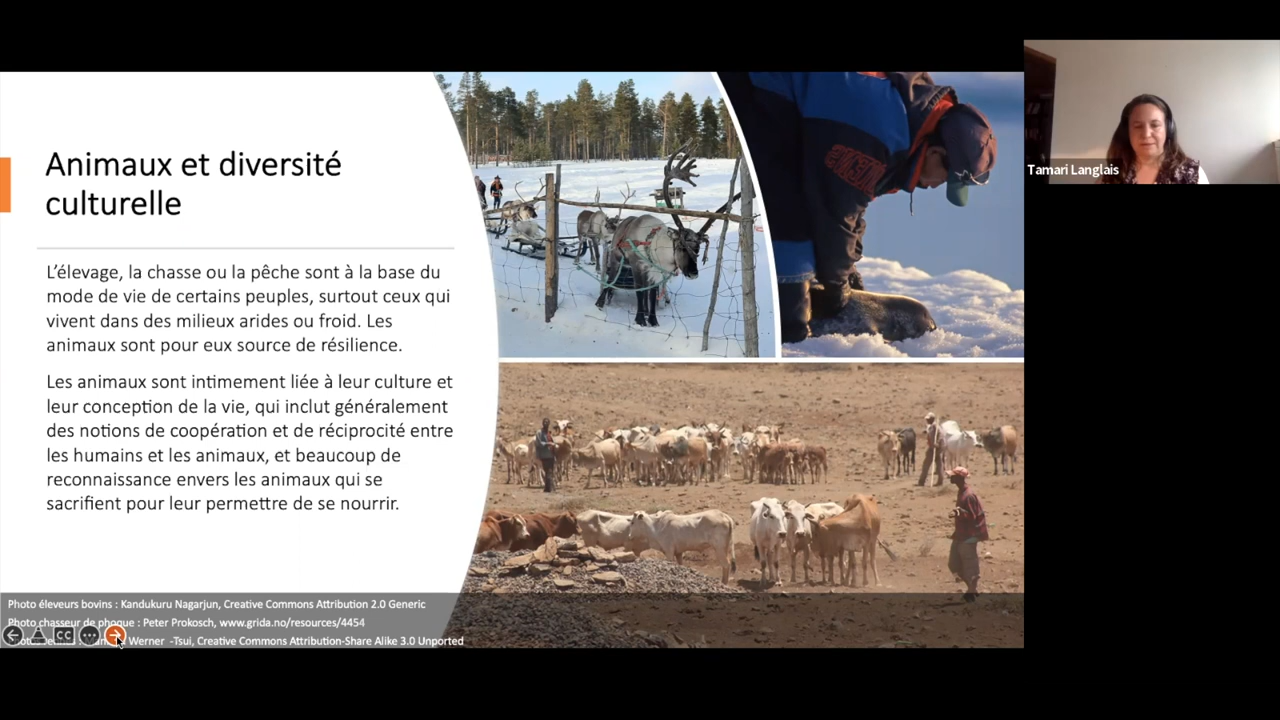 Animaux et diversité
culturelle
L'élevage, la chasse ou la pêche sont à la base du
mode de vie de certains peuples, surtout ceux qui
vivent dans des milieux arides ou froid. Les
animaux sont pour eux source de résilience.
Les animaux sont intimement liée à leur culture et
leur conception de la vie, qui inclut généralement
des notions de coopération et de réciprocité entre
les humains et les animaux, et beaucoup de
reconnaissance envers les animaux qui se
sacrifient pour leur permettre de se nourrir.
Photo éleveurs bovins : Kandukuru Nagarjun, Creative Commons Attribution 2.0 Generic
Photo chasseur de phoque : Peter Prokosch, www.grida.no/resources/4454
Werner -Tsui, Creative Commons Attribution-Share Alike 3.0 Unported
CC
Tamari Langlais